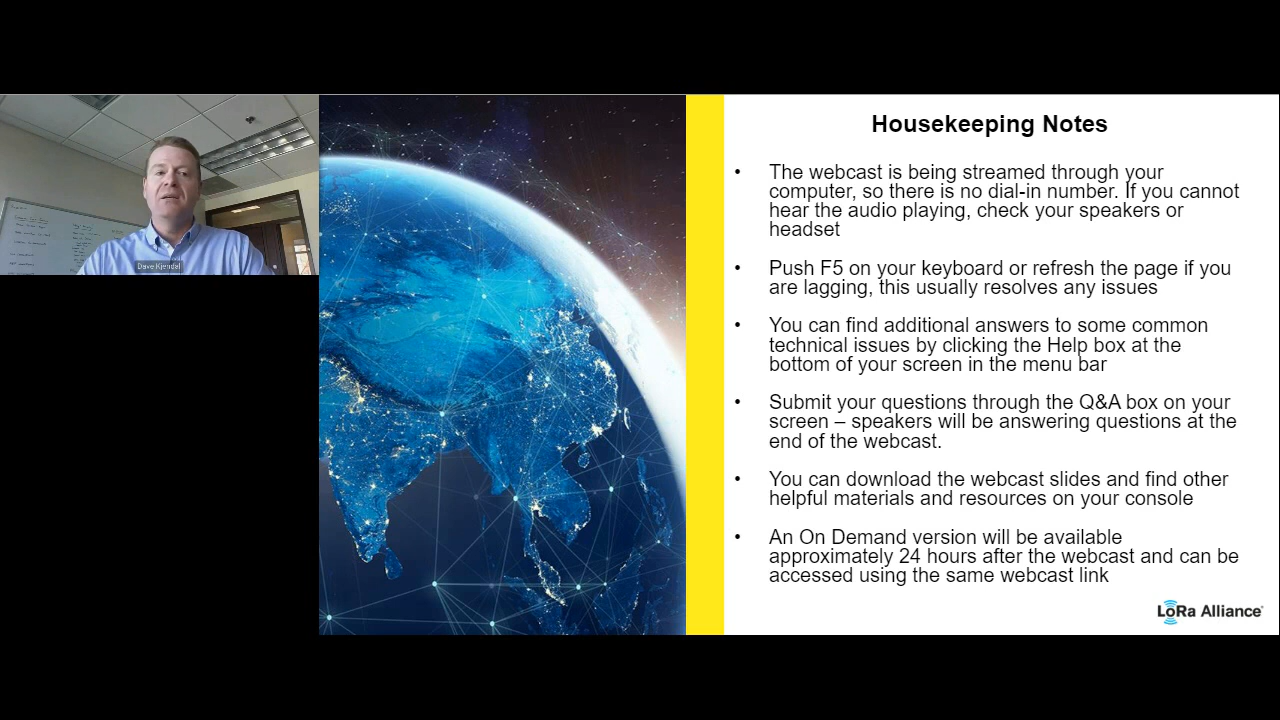 Dave Kjendal
Housekeeping Notes
• The webcast is being streamed through your
computer, so there is no dial-in number. If you cannot
hear the audio playing, check your speakers or
headset
• Push F5 on your keyboard or refresh the page if you
are lagging, this usually resolves any issues
• You can find additional answers to some common
technical issues by clicking the Help box at the
bottom of your screen in the menu bar
• Submit your questions through the Q&A box on your
screen – speakers will be answering questions at the
end of the webcast.
• You can download the webcast slides and find other
helpful materials and resources on your console
• An On Demand version will be available
approximately 24 hours after the webcast and can be
accessed using the same webcast link
LoRa Alliance